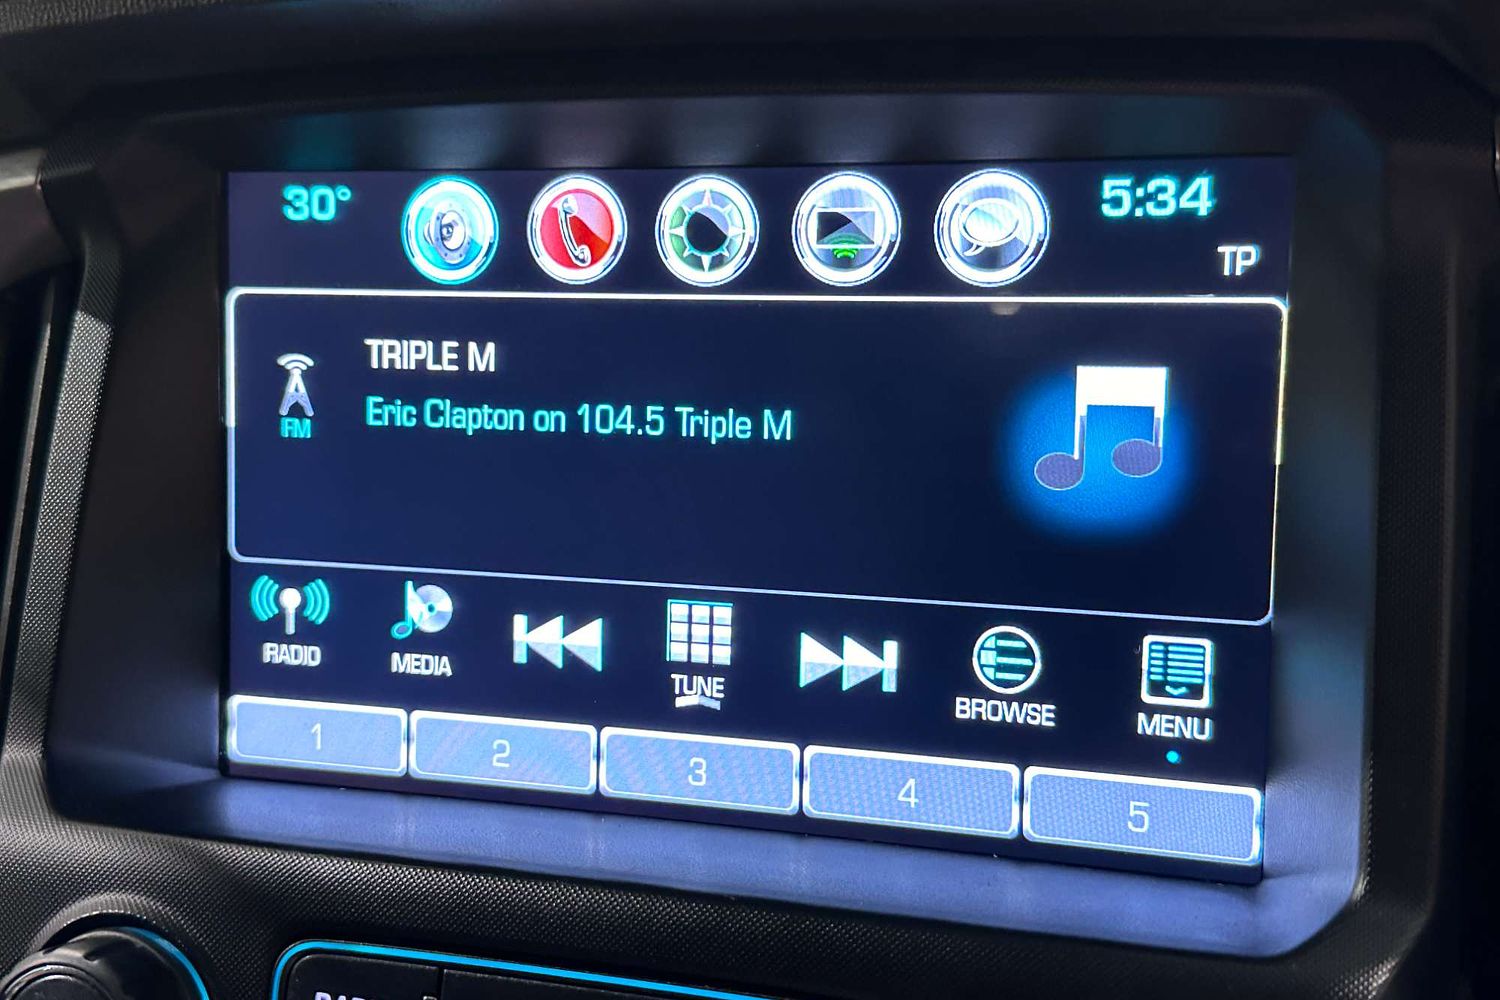 30°
5:34
TP
TRIPLE M
Eric Clapton on 104.5 Triple M
FM
RADIO
MEDIA
TUNE
BROWSE
MENU
1
2
3
4
5